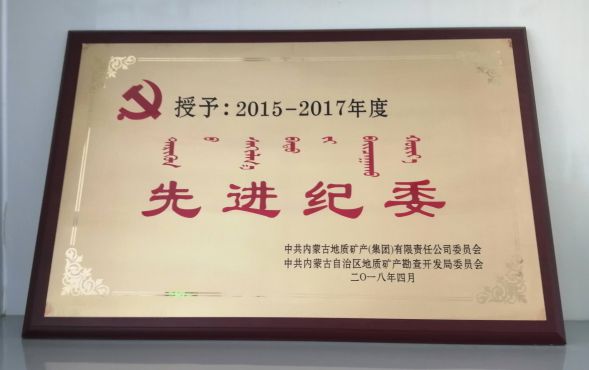 授予：2015-2017年度
先进纪委
中共内蒙古地质矿产(集团)有限责任公司委员会
中共内蒙古自治区地质矿产勘查开发局委员会
二〇一八年四月